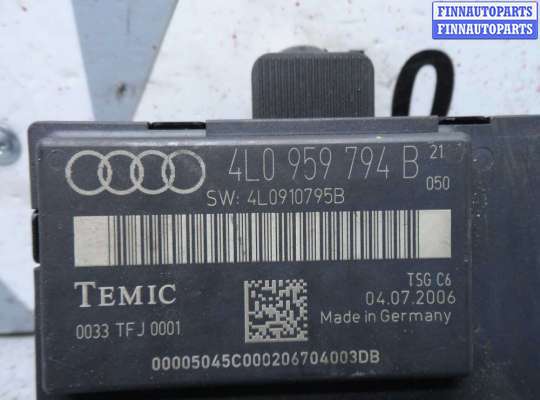 FINNAUTOPARTS
FINNAUTOPARTS
4L0 959 794 B 21
050
SW: 4L0910795B
TEMIC
TSG C6
04.07.2006
0033 TFJ 0001
Made in Germany
00005045C000206704003DB